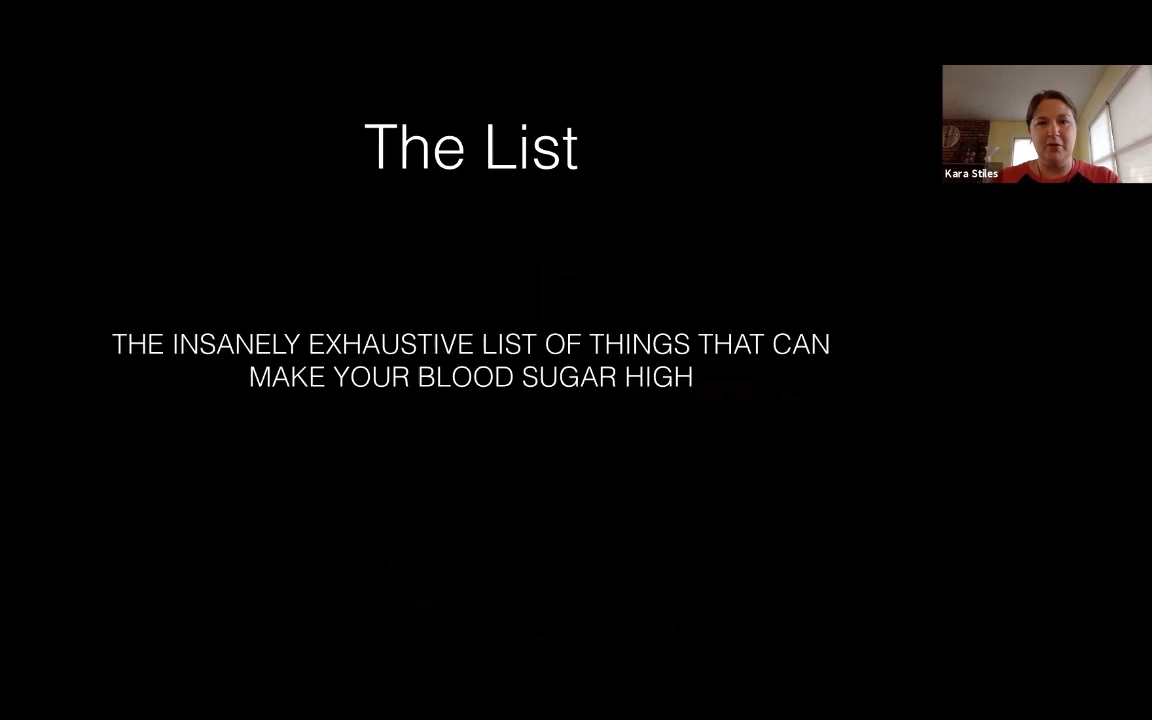 The List
Kara Stiles
THE INSANELY EXHAUSTIVE LIST OF THINGS THAT CAN
MAKE YOUR BLOOD SUGAR HIGH